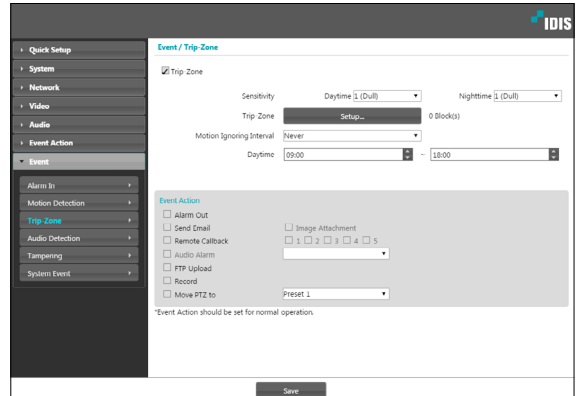 IDIS
Quick Setup
System
Network
Video
Audio
Event Action
Event
Alarm In
Motion Detection
Trip-Zone
Audio Detection
Tampering
System Event
Event / Trip-Zone
Trip-Zone
Sensitivity Daytime 1 (Dull) Nighttime 1 (Dull)
Trip-Zone Setup... 0 Block(s)
Motion Ignoring Interval Never
Daytime 09:00 ~ 18:00
Event Action
Alarm Out
Send Email Image Attachment
Remote Callback 1 2 3 4 5
Audio Alarm
FTP Upload
Record
Move PTZ to Preset 1
*Event Action should be set for normal operation.
Save